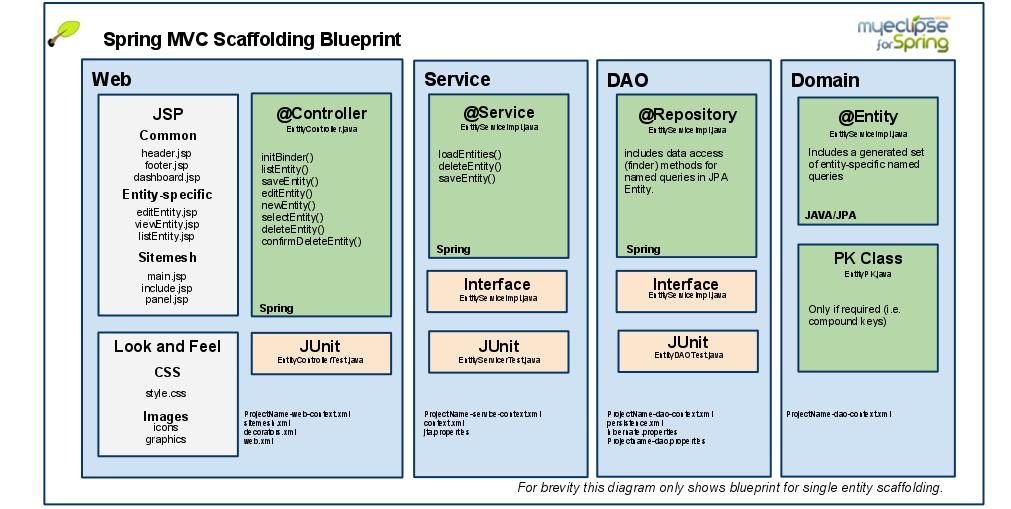 Spring MVC Scaffolding Blueprint
myeclipse
for Spring
Web
JSP
Common
header.jsp
footer.jsp
dashboard.jsp
Entity-specific
editEntity.jsp
viewEntity.jsp
listEntity.jsp
Sitemesh
main.jsp
include.jsp
panel.jsp
@Controller
EntityController.java
initBinder()
listEntity()
saveEntity()
editEntity()
newEntity()
selectEntity()
deleteEntity()
confirmDeleteEntity()
Spring
Look and Feel
CSS
style.css
Images
icons
graphics
JUnit
EntityControllerTest.java
ProjectName-web-context.xml
sitemesh.xml
decorators.xml
web.xml
Service
@Service
EntityServiceImpl.java
loadEntities()
deleteEntity()
saveEntity()
Spring
Interface
EntityServiceImpl.java
JUnit
EntityServicerTest.java
ProjectName-service-context.xml
context.xml
jta.properties
DAO
@Repository
EntityServiceImpl.java
includes data access
(finder) methods for
named queries in JPA
Entity.
Spring
Interface
EntityServiceImpl.java
JUnit
EntityDAOTest.java
ProjectName-dao-context.xml
persistence.xml
hibernate.properties
Projectname-dao.properties
Domain
@Entity
EntityServiceImpl.java
Includes a generated set
of entity-specific named
queries
JAVA/JPA
PK Class
EntityPK.java
Only if required (i.e.
compound keys)
ProjectName-dao-context.xml
For brevity this diagram only shows blueprint for single entity scaffolding.